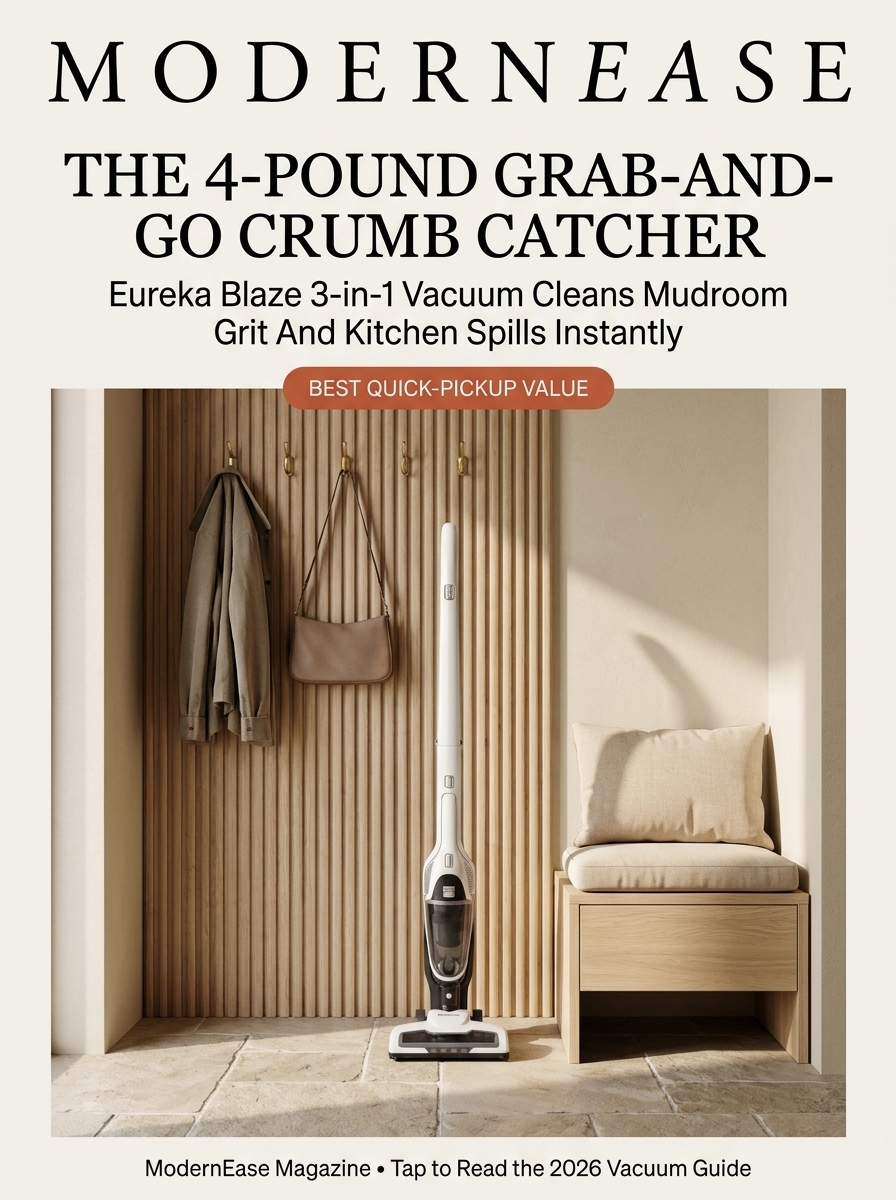 MODERNEASE
THE 4-POUND GRAB-AND-
GO CRUMB CATCHER
Eureka Blaze 3-in-1 Vacuum Cleans Mudroom
Grit And Kitchen Spills Instantly
BEST QUICK-PICKUP VALUE
ModernEase Magazine • Tap to Read the 2026 Vacuum Guide